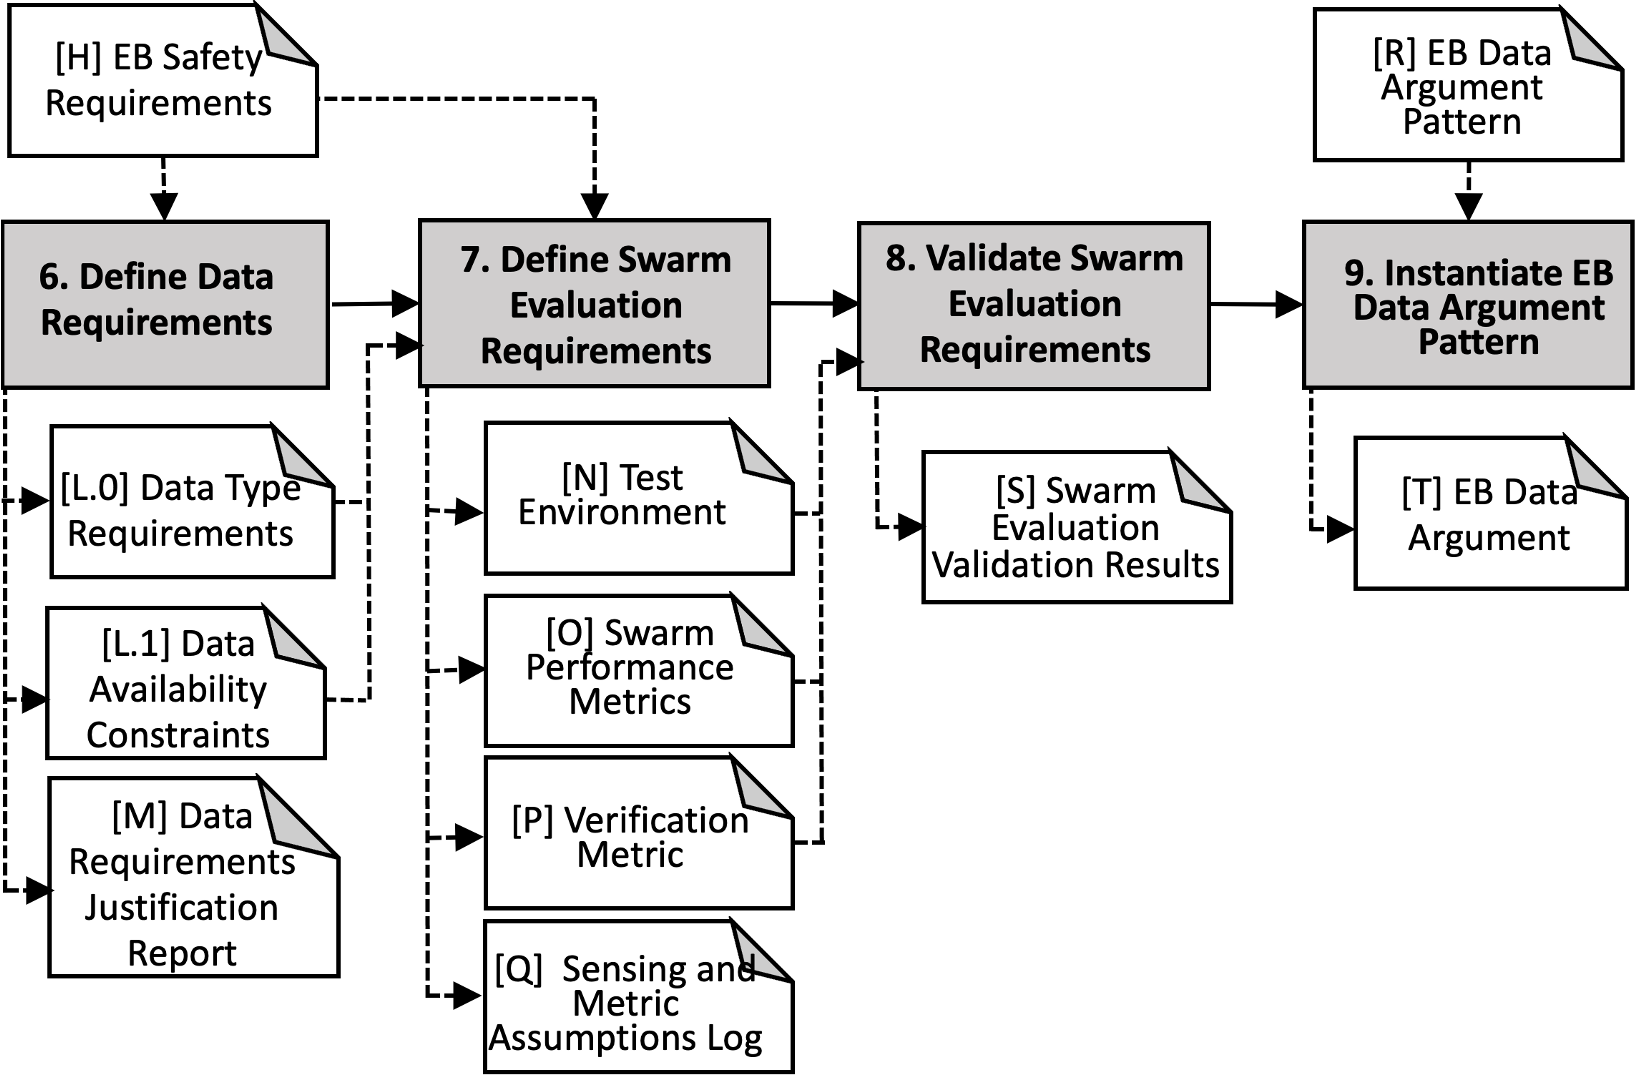 [H] EB Safety
Requirements
[R] EB Data
Argument
Pattern
6. Define Data
Requirements
7. Define Swarm
Evaluation
Requirements
8. Validate Swarm
Evaluation
Requirements
9. Instantiate EB
Data Argument
Pattern
[L.0] Data Type
Requirements
[L.1] Data
Availability
Constraints
[M] Data
Requirements
Justification
Report
[N] Test
Environment
[O] Swarm
Performance
Metrics
[P] Verification
Metric
[Q]  Sensing and
Metric
Assumptions Log
[S] Swarm
Evaluation
Validation Results
[T] EB Data
Argument